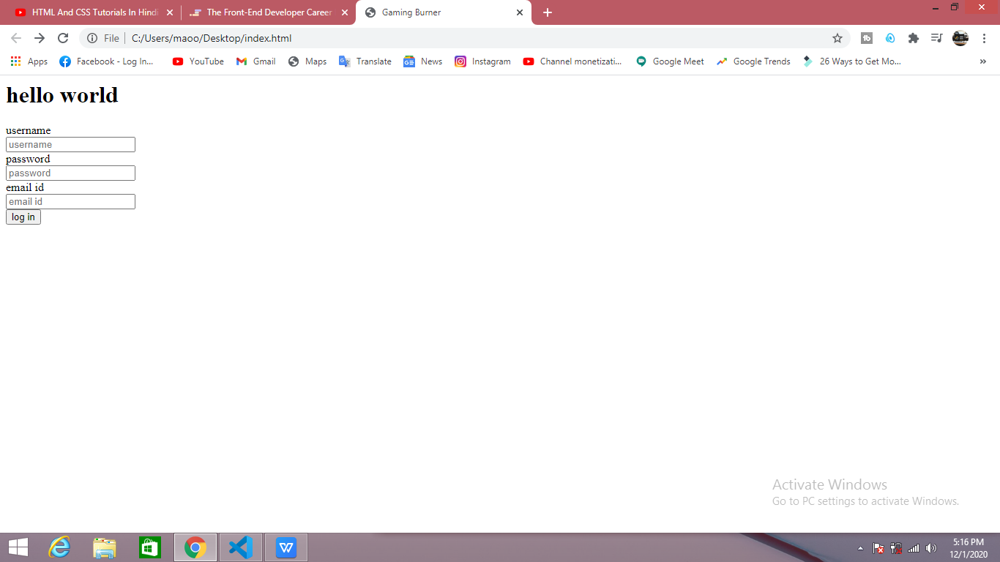 HTML And CSS Tutorials In Hindi
The Front-End Developer Career
Gaming Burner
File
C:/Users/maoo/Desktop/index.html
Apps
Facebook - Log In...
YouTube
Gmail
Maps
Translate
News
Instagram
Channel monetizati...
Google Meet
Google Trends
26 Ways to Get Mo...
hello world
username
username
password
password
email id
email id
log in
Activate Windows
Go to PC settings to activate Windows.
5:16 PM
12/1/2020